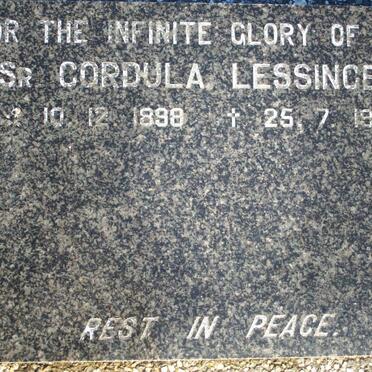 OR THE INFINITE GLORY OF
SR CORDULA LESSINGE
* 10.12.1898 † 25.7.19
REST IN PEACE.